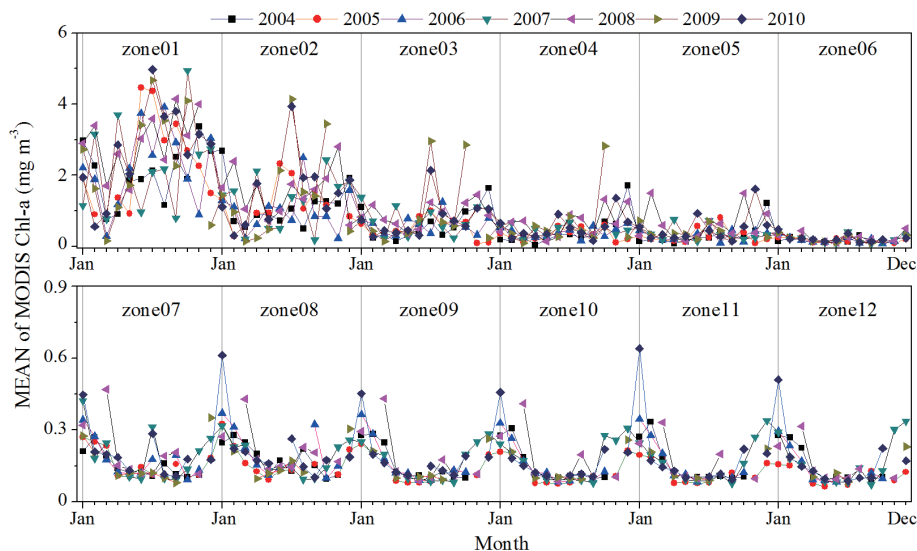 2004 2005 2006 2007 2008 2009 2010
6
zone01 zone02 zone03 zone04 zone05 zone06
4
2
0
Jan Jan Jan Jan Jan Jan Dec
MEAN of MODIS Chl-a (mg m-3)
0.9
zone07 zone08 zone09 zone10 zone11 zone12
0.6
0.3
0.0
Jan Jan Jan Jan Jan Jan Dec
Month